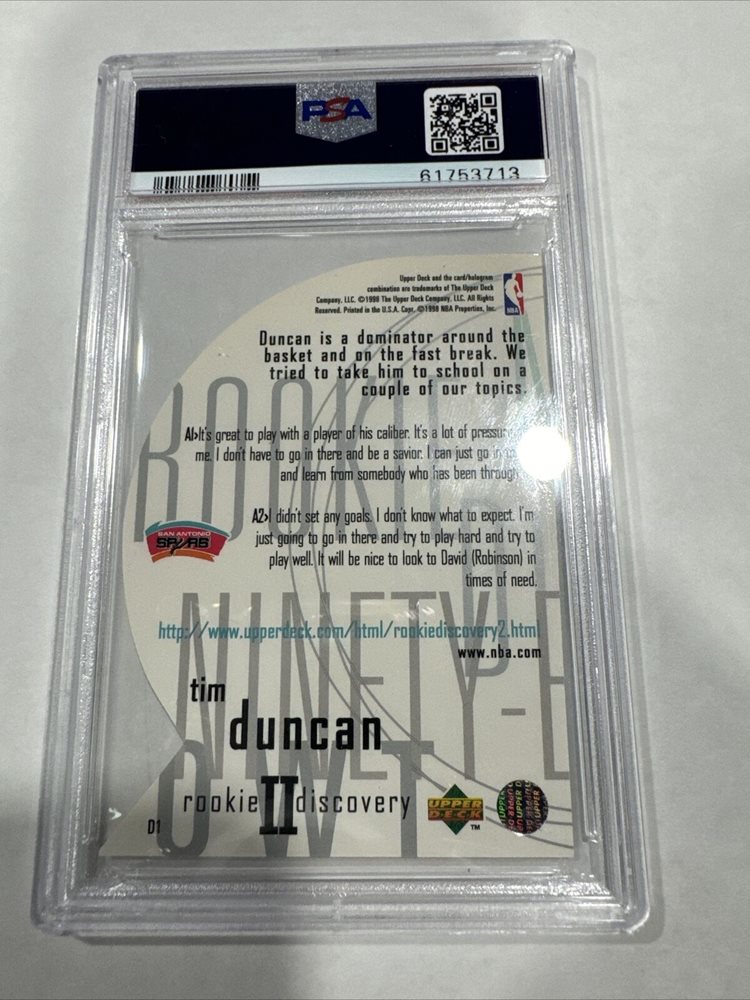 PSA
61753713
Upper Deck and the card/hologram
combination are trademarks of The Upper Deck
Company, LLC. ©1998 The Upper Deck Company, LLC. All Rights
Reserved. Printed in the U.S.A. Copr. ©1998 NBA Properties, Inc.
NBA
Duncan is a dominator around the
basket and on the fast break. We
tried to take him to school on a
couple of our topics.
A1>It's great to play with a player of his caliber. It's a lot of pressure
me. I don't have to go in there and be a savior. I can just go in
and learn from somebody who has been through
A2>I didn't set any goals. I don't know what to expect. I'm
just going to go in there and try to play hard and try to
play well. It will be nice to look to David (Robinson) in
times of need.
SAN ANTONIO
SPURS
http://www.upperdeck.com/html/rookiediscovery2.html
www.nba.com
ROOKIE
NINETY-E
TWO
tim
duncan
rookie II discovery
D1
UPPER
DECK
TM
UPPER D